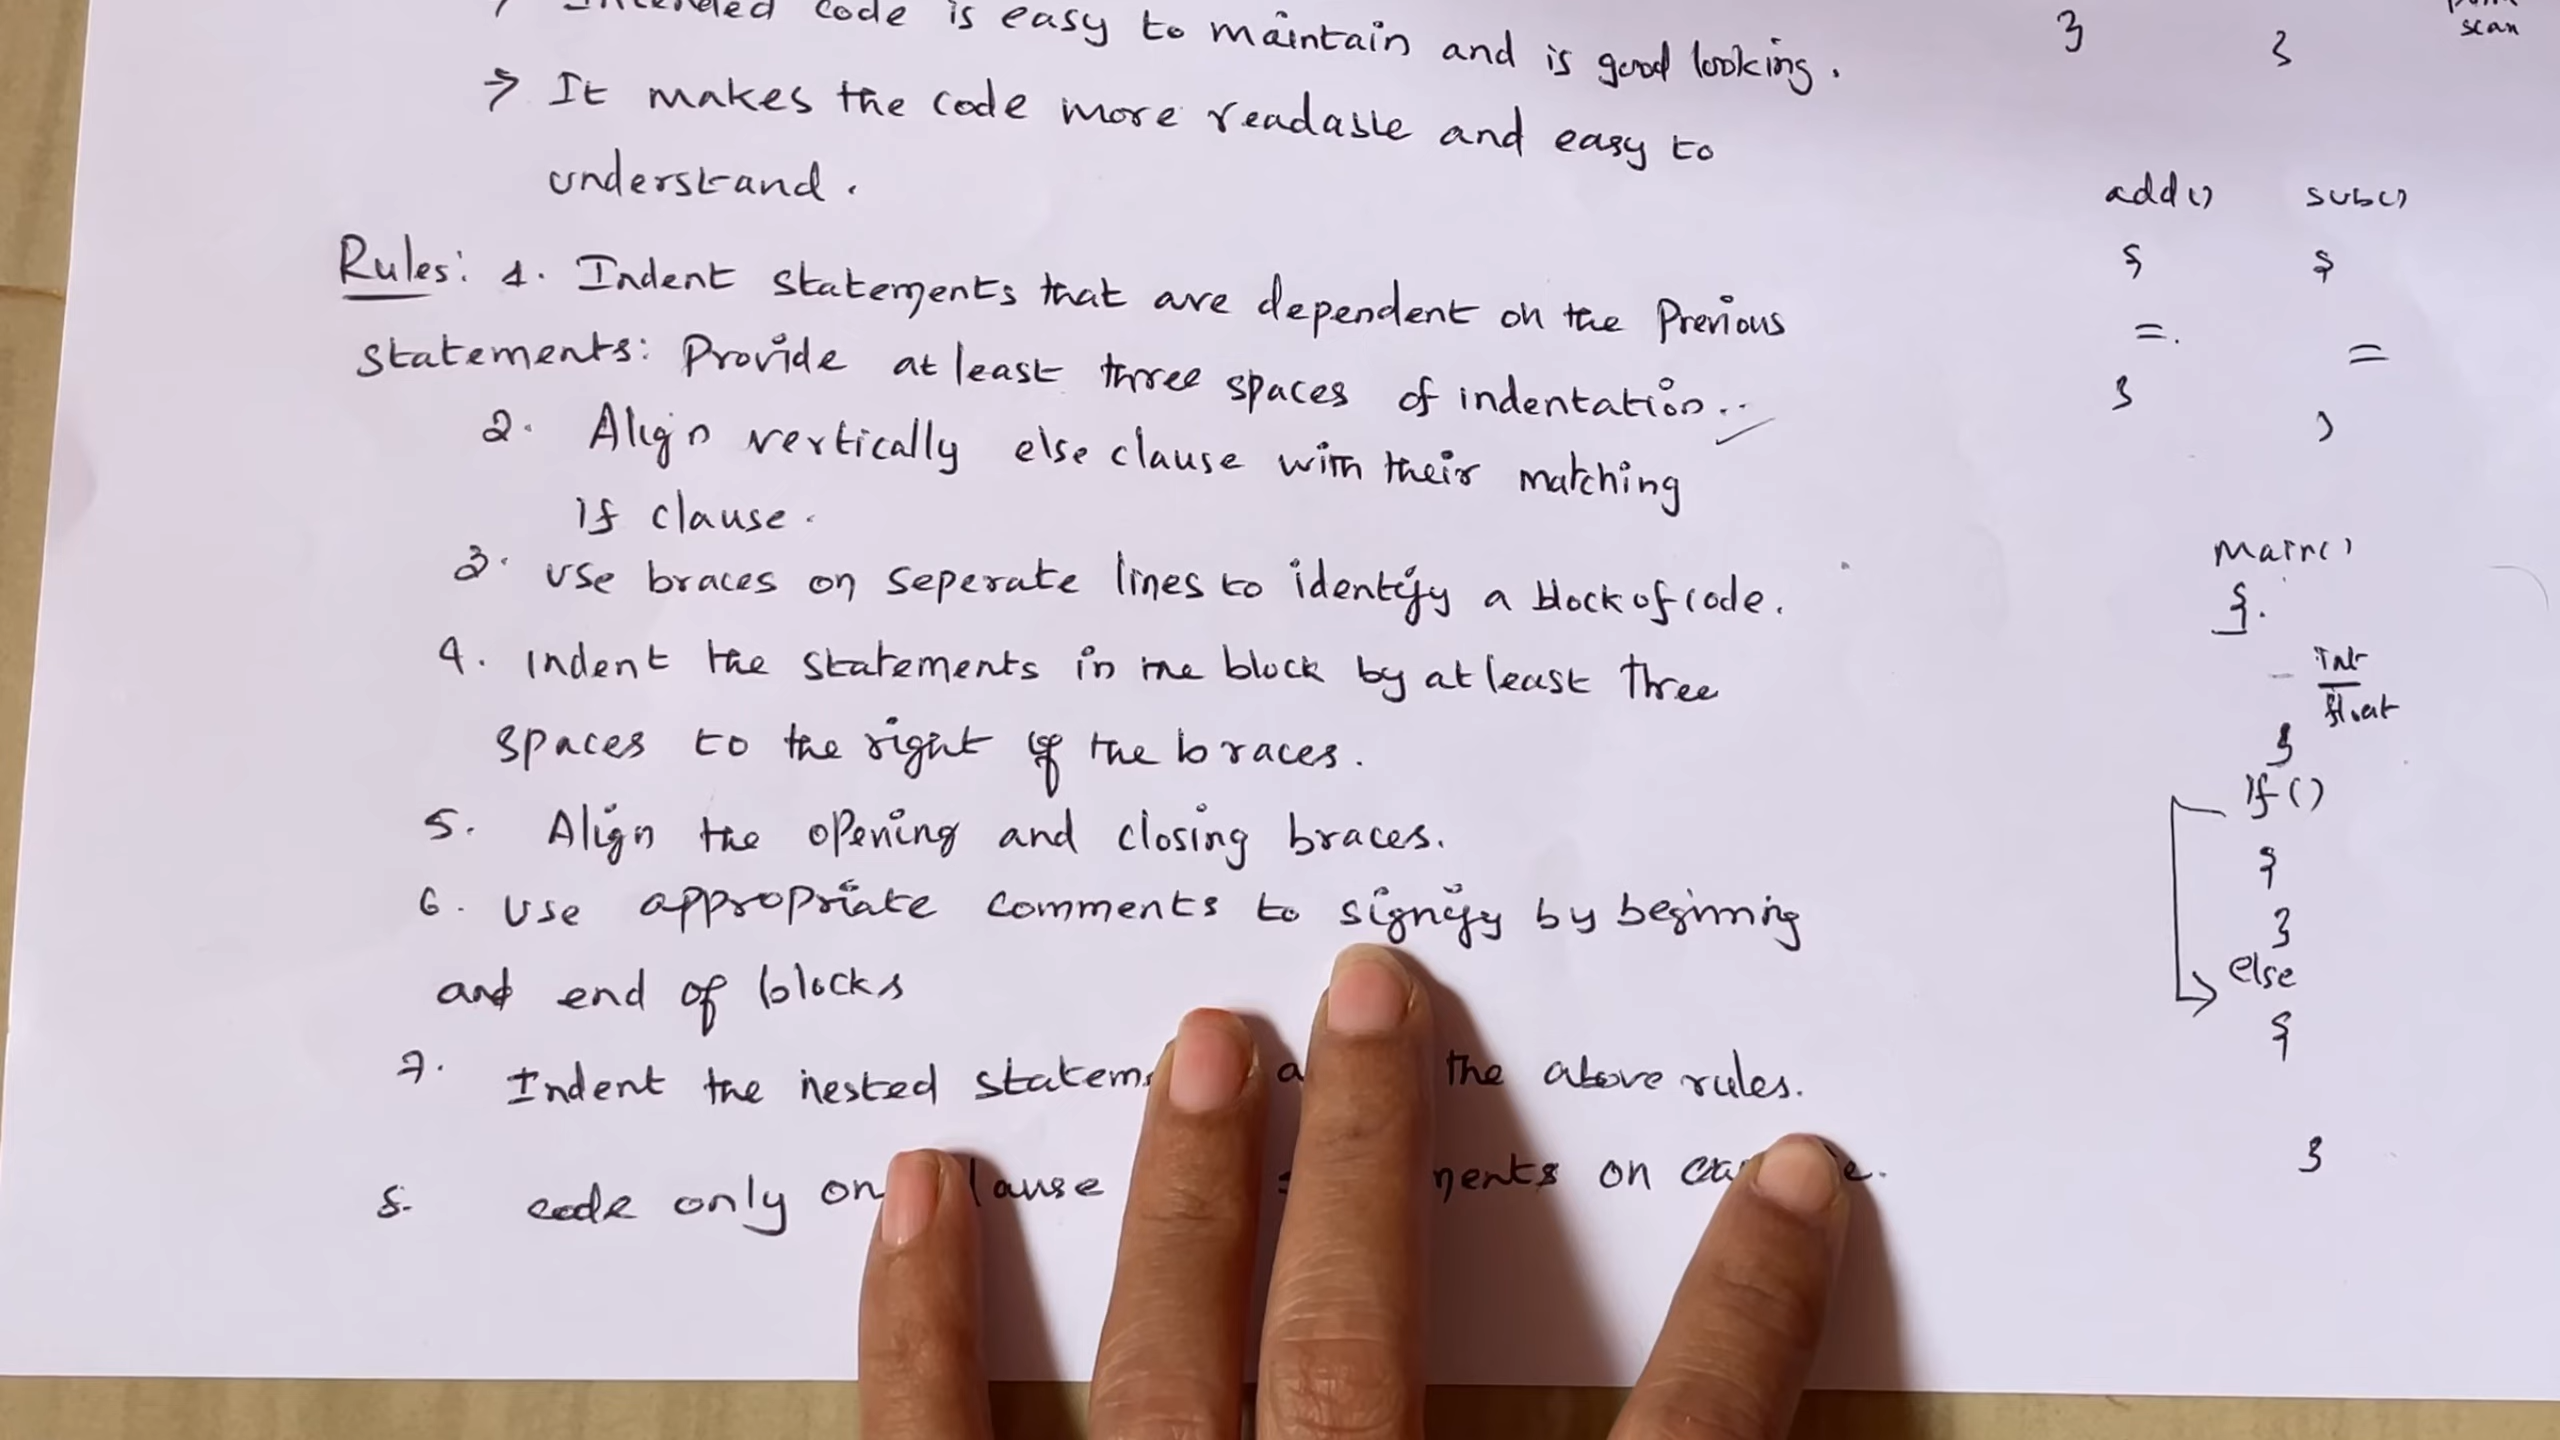 code is easy to maintain and is good looking.
→ It makes the code more readable and easy to
understand.
Rules: 1. Indent statements that are dependent on the Previous
statements: Provide at least three spaces of indentation..
2. Align vertically else clause with their matching
if clause.
3. Use braces on seperate lines to identify a block of code.
4. Indent the statements in the block by at least three
spaces to the right of the braces.
5. Align the opening and closing braces.
6. Use appropriate comments to signify by beginning
and end of blocks
7. Indent the nested the above rules.
8. code only on
scan
}
}
add() sub()
{ {
=. =
} }
main()
{.
- Int
float
}
if()
{
}
else
{
}